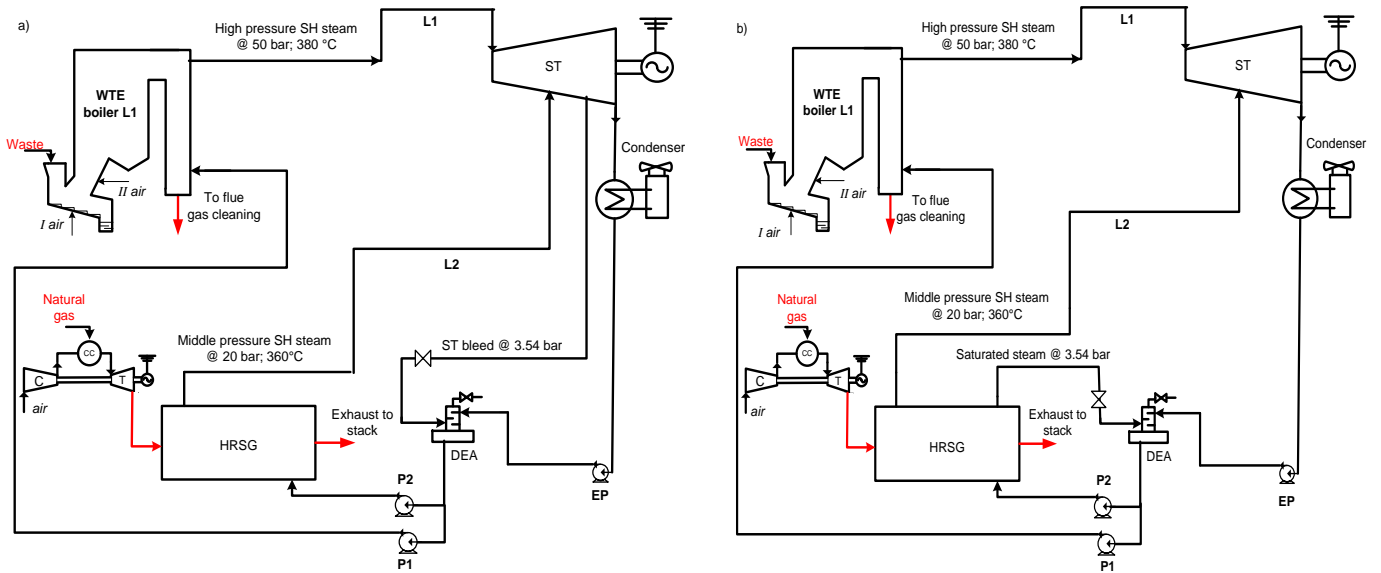 a)
High pressure SH steam
@ 50 bar; 380 °C
L1
ST
WTE
boiler L1
Waste
II air
I air
To flue
gas cleaning
Condenser
L2
Natural
gas
CC
C
T
air
Middle pressure SH steam
@ 20 bar; 360°C
ST bleed @ 3.54 bar
HRSG
Exhaust to
stack
DEA
P2
EP
P1
b)
High pressure SH steam
@ 50 bar; 380 °C
L1
ST
WTE
boiler L1
Waste
II air
I air
To flue
gas cleaning
Condenser
L2
Natural
gas
CC
C
T
air
Middle pressure SH steam
@ 20 bar; 360°C
Saturated steam @ 3.54 bar
HRSG
Exhaust to
stack
DEA
P2
EP
P1